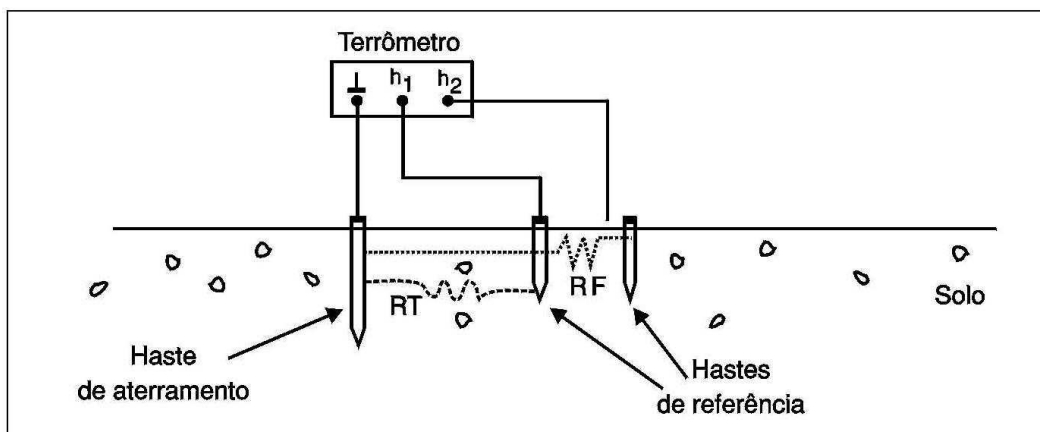 Terrômetro
h1 h2
RT
RF
Solo
Haste
de aterramento
Hastes
de referência